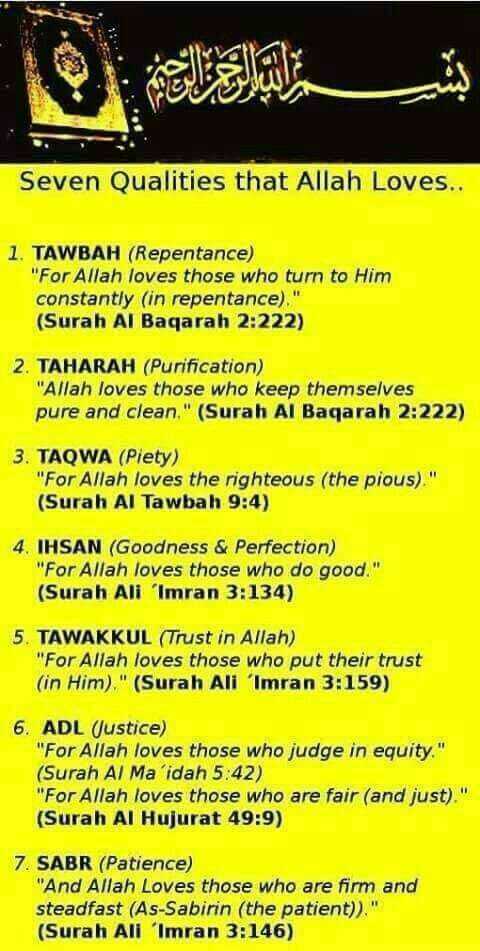 بسم الله الرحمن الرحيم
Seven Qualities that Allah Loves..
1. TAWBAH (Repentance)
"For Allah loves those who turn to Him
constantly (in repentance)."
(Surah Al Baqarah 2:222)
2. TAHARAH (Purification)
"Allah loves those who keep themselves
pure and clean." (Surah Al Baqarah 2:222)
3. TAQWA (Piety)
"For Allah loves the righteous (the pious)."
(Surah Al Tawbah 9:4)
4. IHSAN (Goodness & Perfection)
"For Allah loves those who do good."
(Surah Ali ´Imran 3:134)
5. TAWAKKUL (Trust in Allah)
"For Allah loves those who put their trust
(in Him)." (Surah Ali ´Imran 3:159)
6. ADL (Justice)
"For Allah loves those who judge in equity."
(Surah Al Ma´idah 5:42)
"For Allah loves those who are fair (and just)."
(Surah Al Hujurat 49:9)
7. SABR (Patience)
"And Allah Loves those who are firm and
steadfast (As-Sabirin (the patient))."
(Surah Ali ´Imran 3:146)